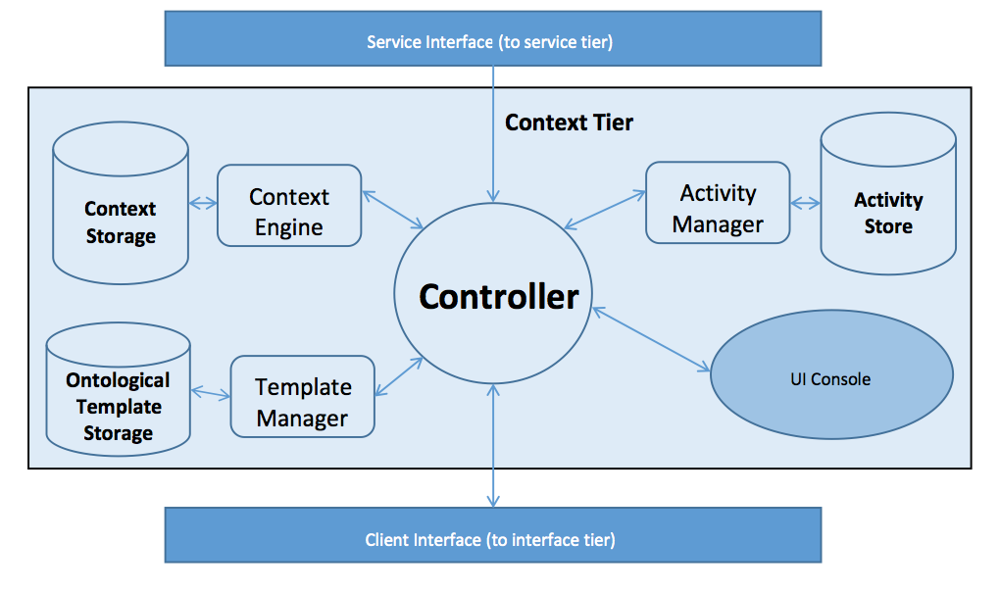 Service Interface (to service tier)
Context Tier
Context
Storage
Context
Engine
Activity
Manager
Activity
Store
Controller
Ontological
Template
Storage
Template
Manager
UI Console
Client Interface (to interface tier)